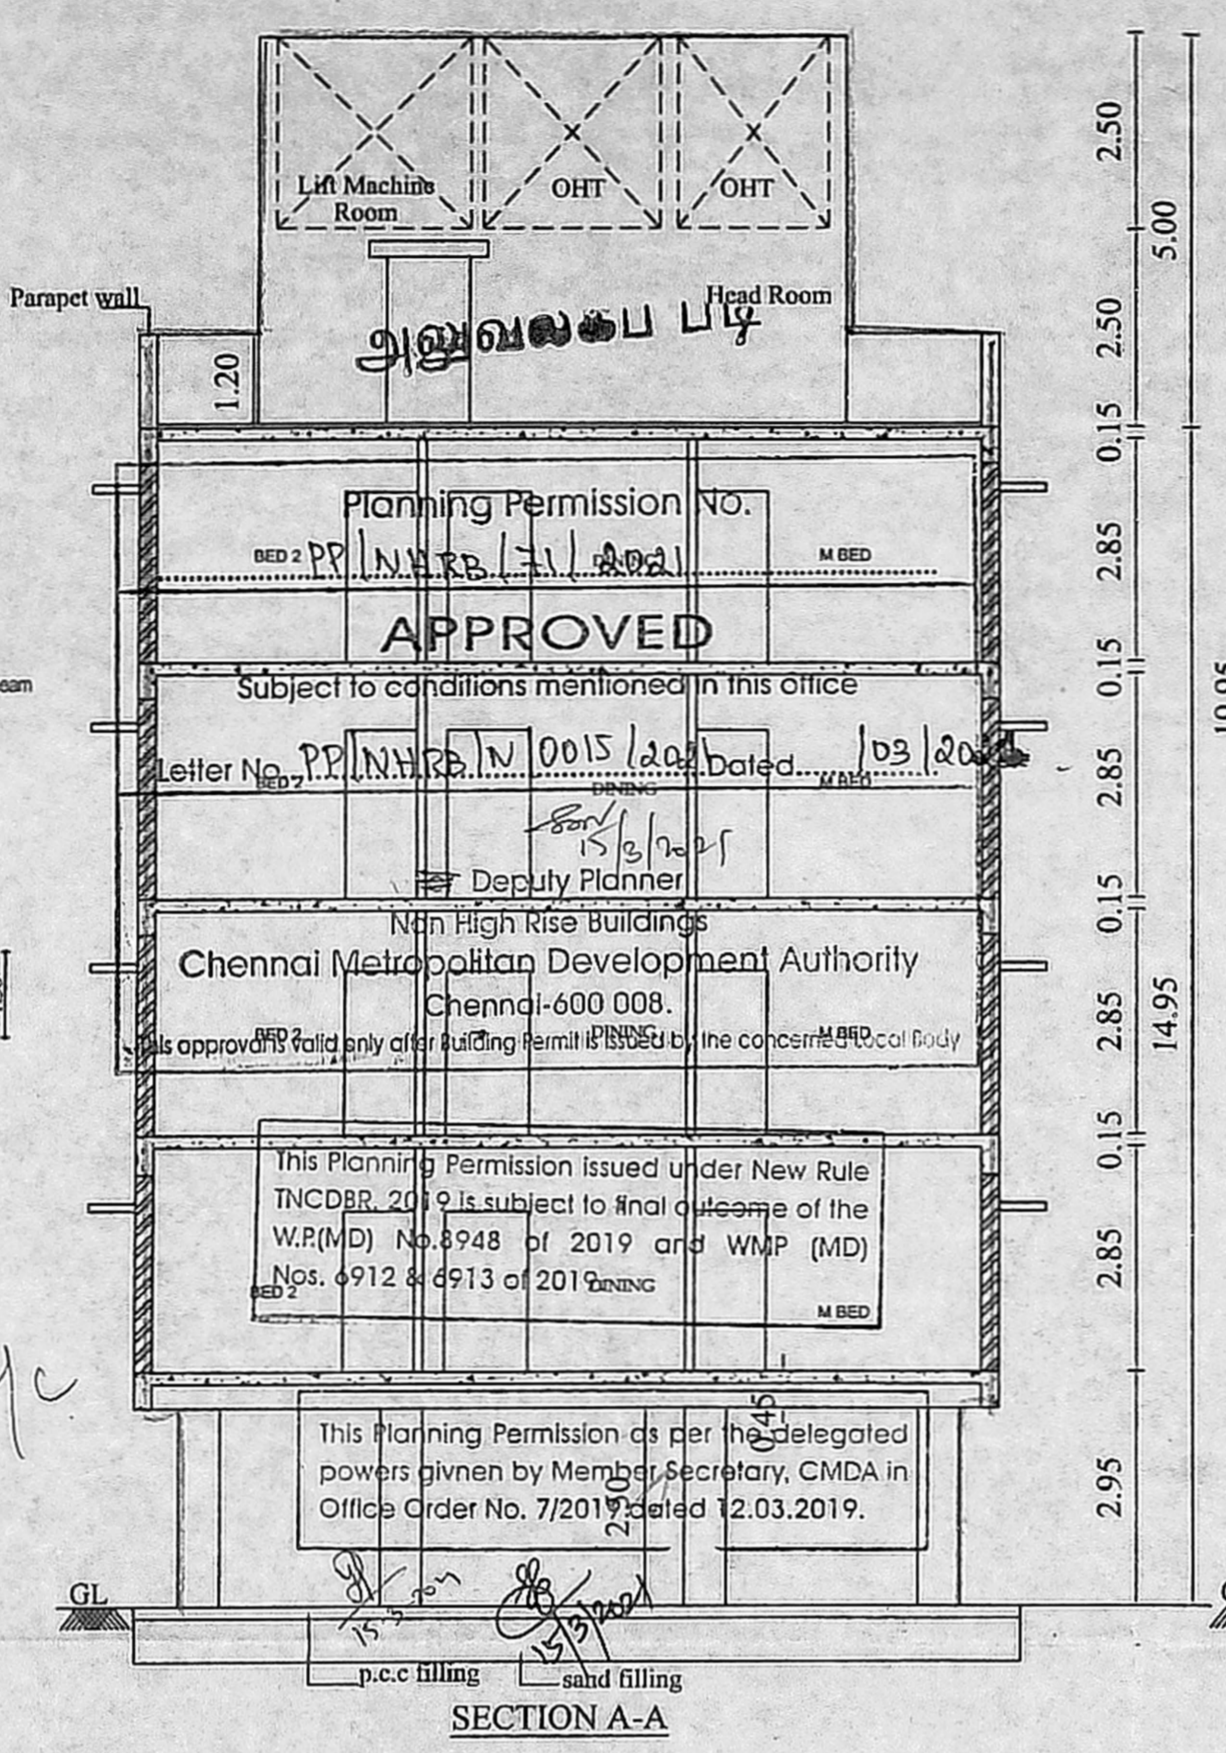 2.50
Lift Machine
Room
OHT
OHT
5.00
Parapet wall
Head Room
2.50
1.20
0.15
Planning Permission No.
BED 2 PP/NHRB/71/2021
M BED
2.85
APPROVED
0.15
Subject to conditions mentioned in this office
Letter No. PP/NHRB/N/0015/2021 Dated /03/
BED 2
DINING
M BED
2.85
15/3/2021
Deputy Planner
0.15
Non High Rise Buildings
Chennai Metropolitan Development Authority
Chennai-600 008.
BED 2
DINING
M BED
approval is valid only after Building Permit is issued by the concerned Local Body
2.85
14.95
0.15
This Planning Permission issued under New Rule
TNCDBR, 2019 is subject to final outcome of the
W.P.(MD) No.8948 of 2019 and WMP (MD)
Nos. 6912 & 6913 of 2019
BED 2
DINING
M BED
2.85
0.45
This Planning Permission as per the delegated
powers givnen by Member Secretary, CMDA in
Office Order No. 7/2019 dated 12.03.2019.
2.50
2.95
GL
15/3/2021
p.c.c filling
sand filling
SECTION A-A